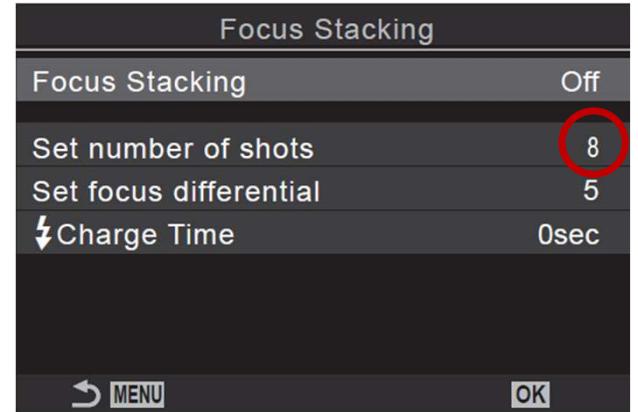 Focus Stacking
Focus Stacking Off
Set number of shots 8
Set focus differential 5
Charge Time 0sec
MENU OK